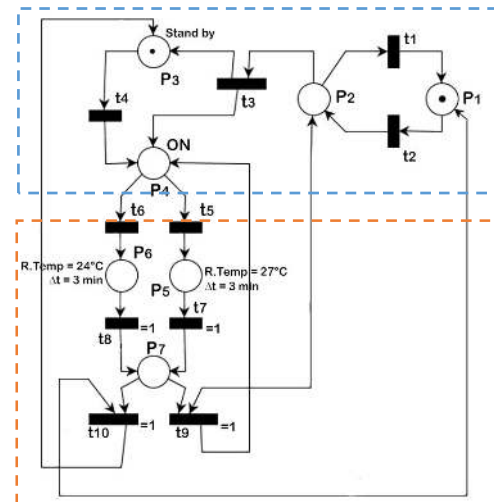 Stand by
P3
t4
t3
P2
t1
P1
t2
ON
P4
t6
t5
P6
R.Temp = 24°C
Δt = 3 min
P5
R.Temp = 27°C
Δt = 3 min
t7
=1
=1
t8
P7
t10
=1
t9
=1